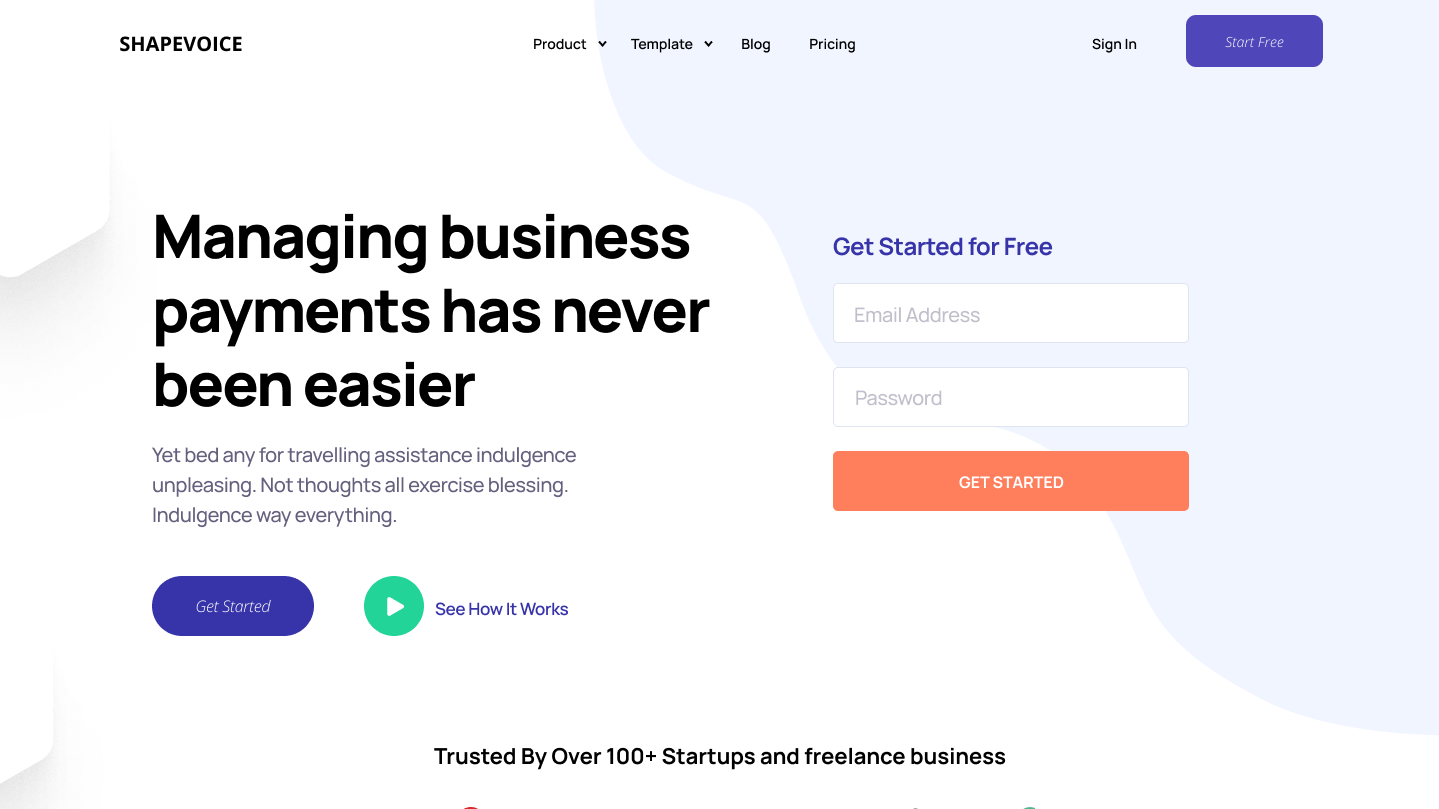 SHAPEVOICE
Product
Template
Blog
Pricing
Sign In
Start Free
Managing business
payments has never
been easier
Yet bed any for travelling assistance indulgence
unpleasing. Not thoughts all exercise blessing.
Indulgence way everything.
Get Started
See How It Works
Get Started for Free
Email Address
Password
GET STARTED
Trusted By Over 100+ Startups and freelance business